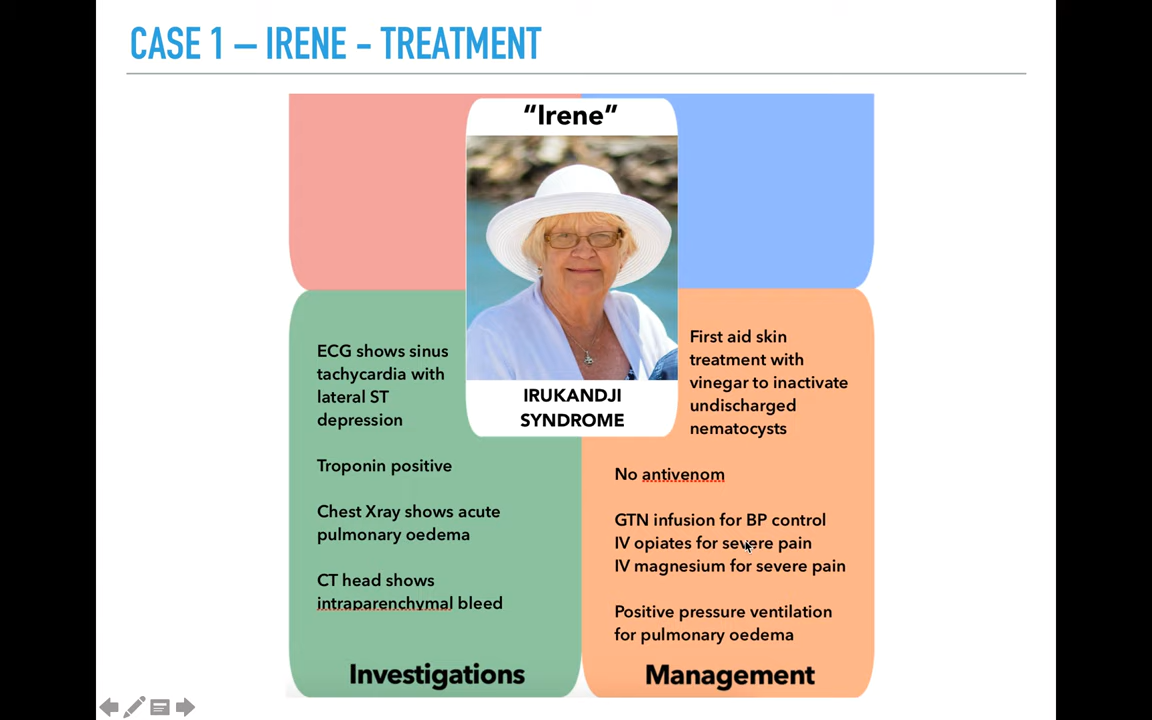 CASE 1 – IRENE - TREATMENT
“Irene”
IRUKANDJI
SYNDROME
ECG shows sinus
tachycardia with
lateral ST
depression
Troponin positive
Chest Xray shows acute
pulmonary oedema
CT head shows
intraparenchymal bleed
Investigations
First aid skin
treatment with
vinegar to inactivate
undischarged
nematocysts
No antivenom
GTN infusion for BP control
IV opiates for severe pain
IV magnesium for severe pain
Positive pressure ventilation
for pulmonary oedema
Management